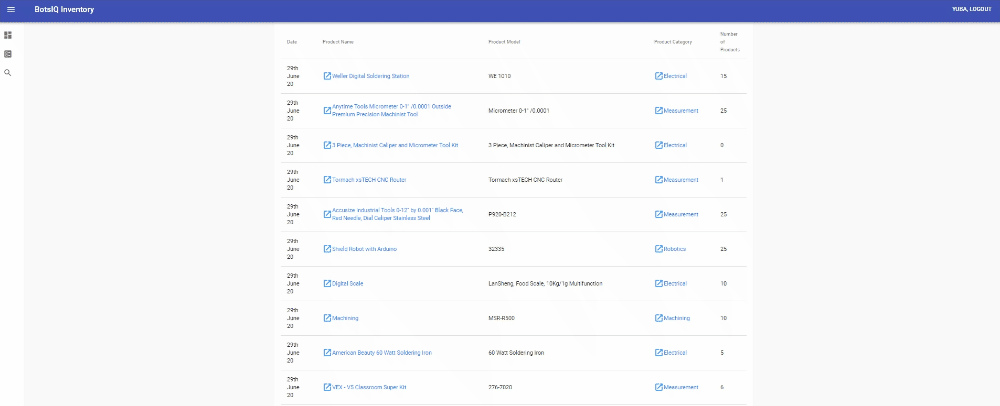 BotsIQ Inventory
YUSA, LOGOUT
Date Product Name Product Model Product Category Number of Products
29th June 20 Weller Digital Soldering Station WE 1010 Electrical 15
29th June 20 Anytime Tools Micrometer 0-1" /0.0001 Outside Premium Precision Machinist Tool Micrometer 0-1" /0.0001 Measurement 25
29th June 20 3 Piece, Machinist Caliper and Micrometer Tool Kit 3 Piece, Machinist Caliper and Micrometer Tool Kit Electrical 0
29th June 20 Tormach xsTECH CNC Router Tormach xsTECH CNC Router Measurement 1
29th June 20 Accusize Industrial Tools 0-12" by 0.001" Black Face, Red Needle, Dial Caliper Stainless Steel P920-B212 Measurement 25
29th June 20 Shield Robot with Arduino 32335 Robotics 25
29th June 20 Digital Scale LanSheng, Food Scale, 10Kg/1g Multifunction Electrical 10
29th June 20 Machining MSR-R500 Machining 10
29th June 20 American Beauty 60 Watt Soldering Iron 60 Watt Soldering Iron Electrical 5
29th June 20 VEX - V5 Classroom Super Kit 276-7020 Measurement 6